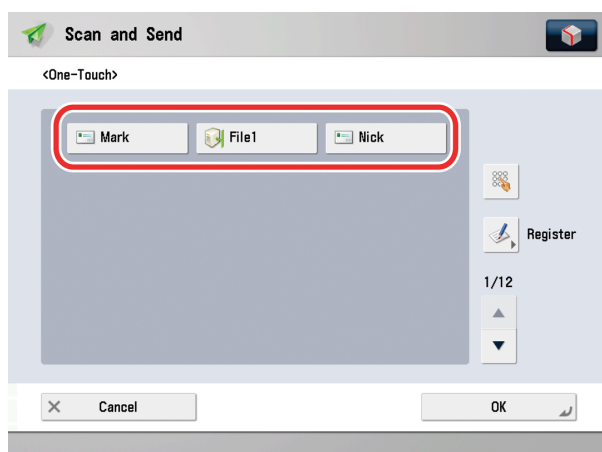 Scan and Send
<One-Touch>
Mark
File1
Nick
Register
1/12
Cancel
OK